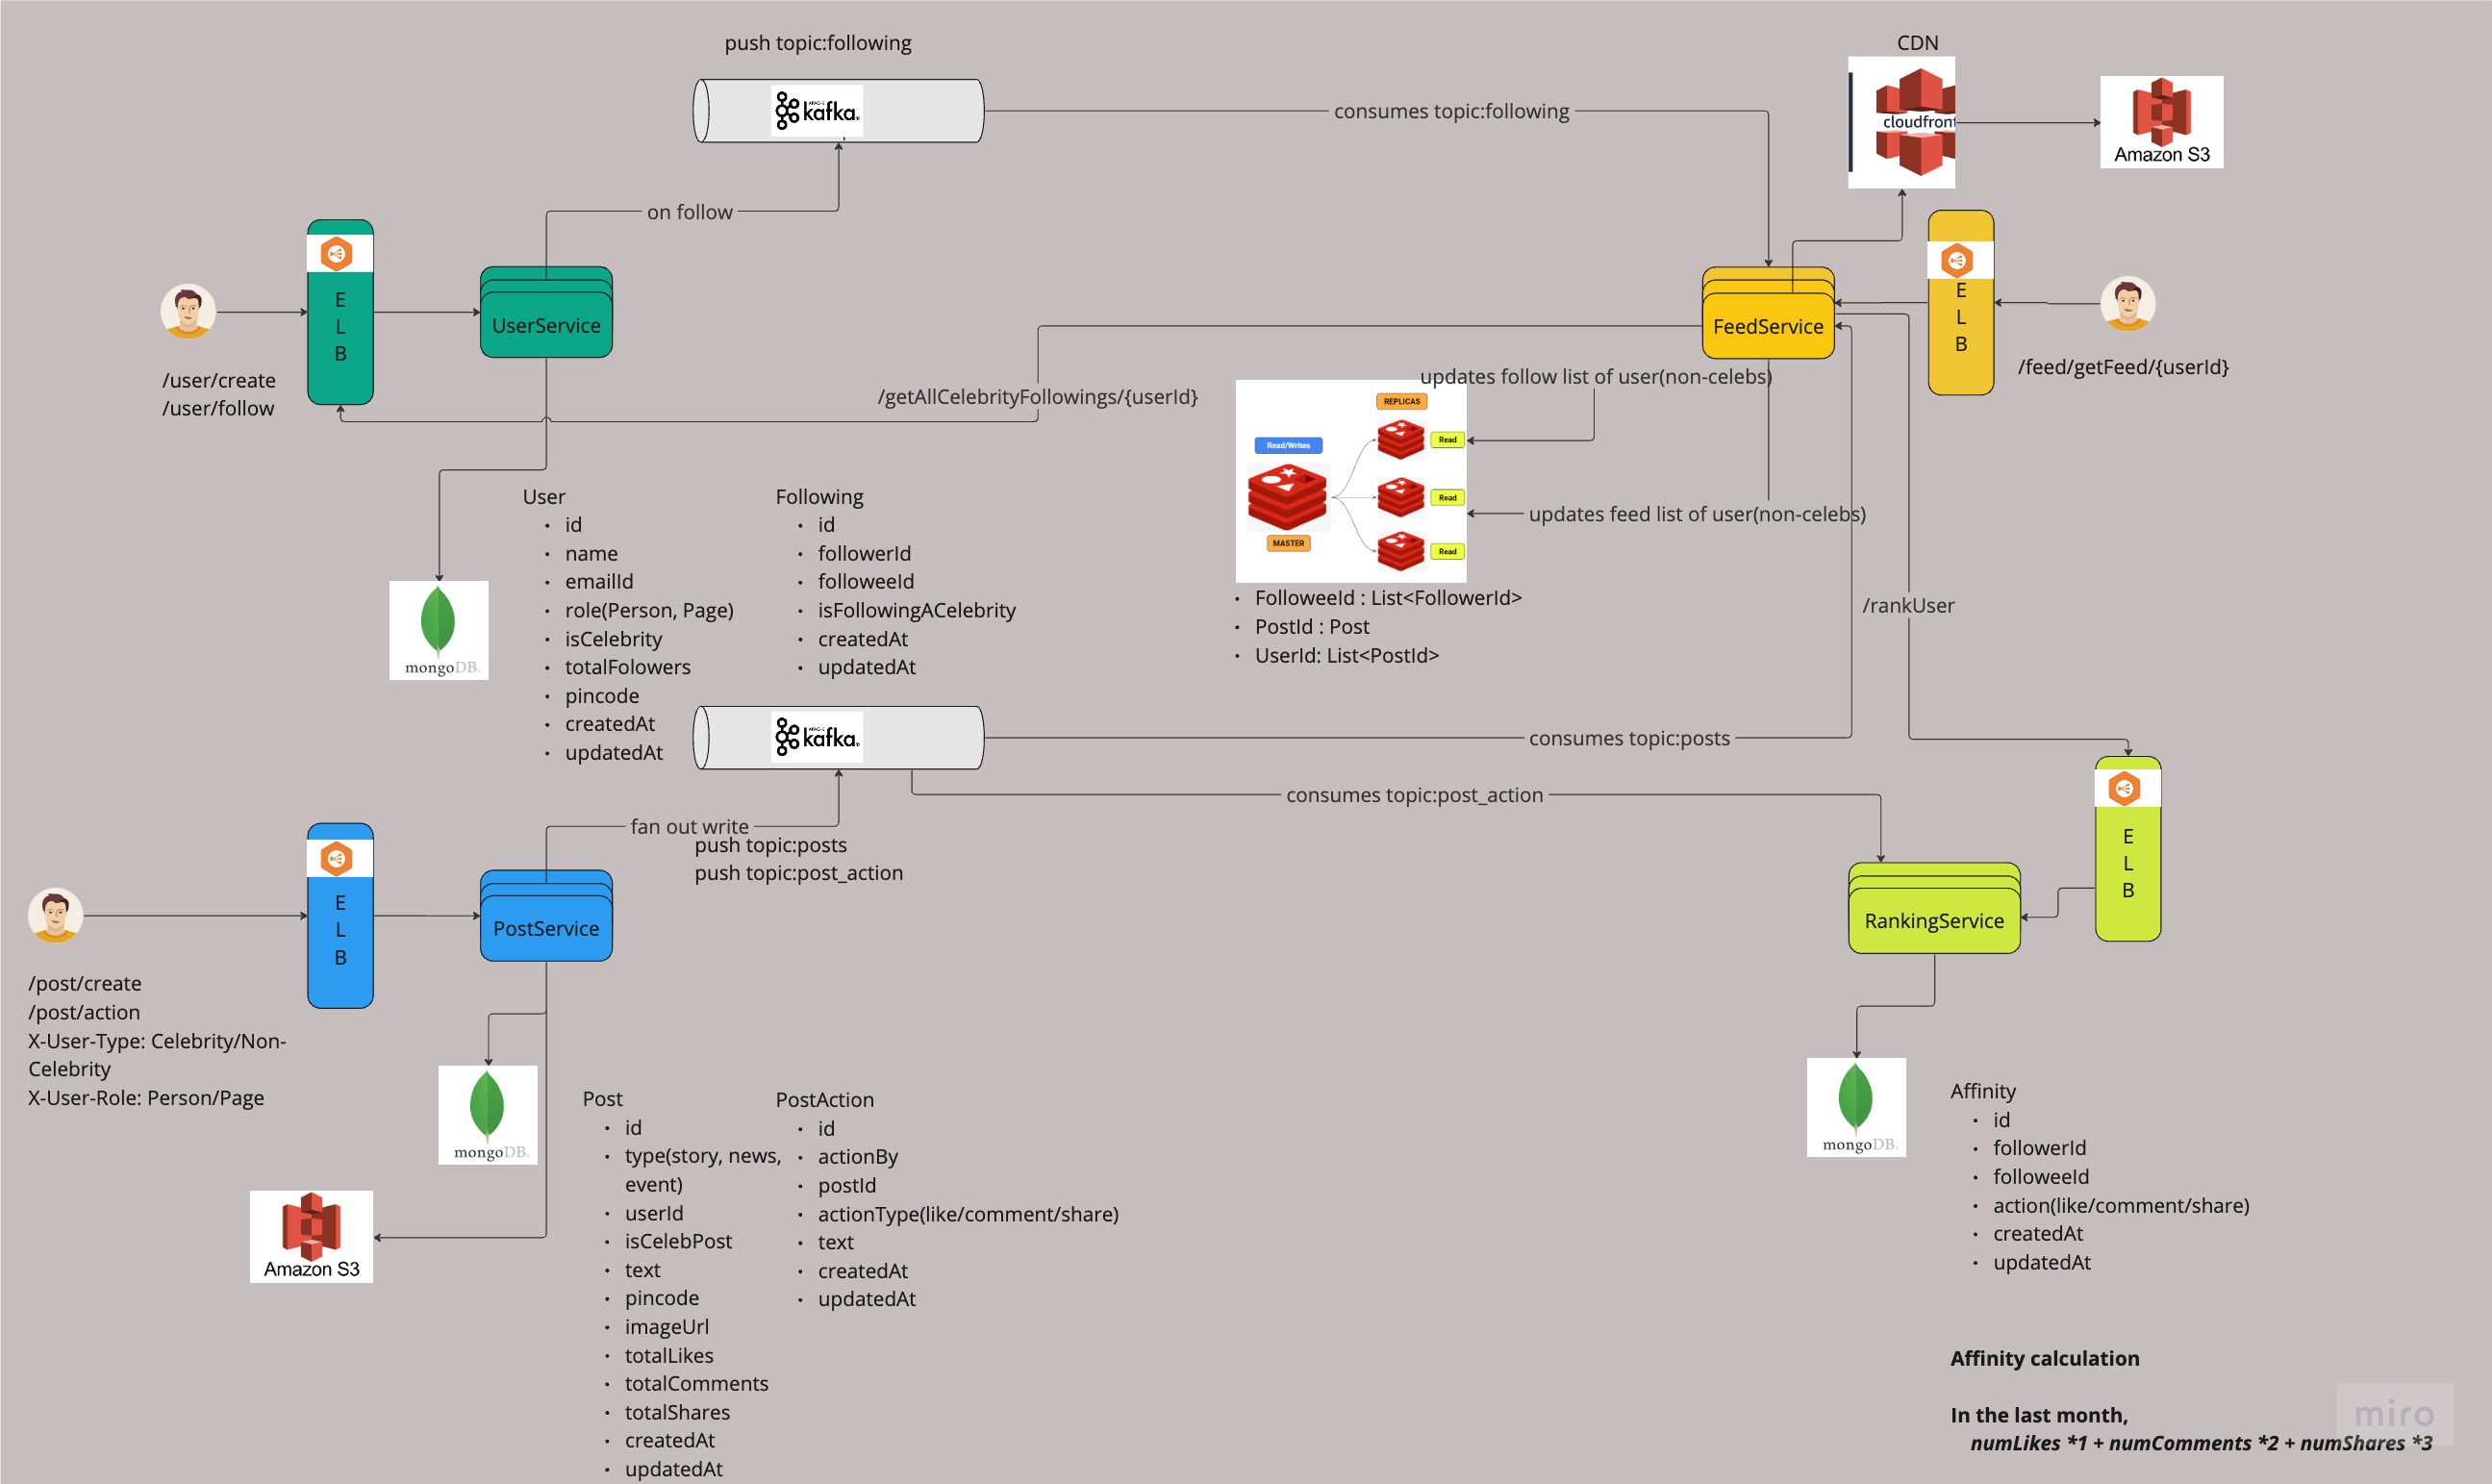 push topic:following
CDN
APACHE
kafka
consumes topic:following
cloudfront
Amazon S3
on follow
E
L
B
UserService
/user/create
/user/follow
FeedService
E
L
B
/feed/getFeed/{userId}
/getAllCelebrityFollowings/{userId}
updates follow list of user(non-celebs)
REPLICAS
Read/Writes
Read
Read
MASTER
Read
updates feed list of user(non-celebs)
• FolloweeId : List<FollowerId>
• PostId : Post
• UserId: List<PostId>
/rankUser
mongoDB.
User
• id
• name
• emailId
• role(Person, Page)
• isCelebrity
• totalFolowers
• pincode
• createdAt
• updatedAt
Following
• id
• followerId
• followeeId
• isFollowingACelebrity
• createdAt
• updatedAt
APACHE
kafka
consumes topic:posts
consumes topic:post_action
fan out write
push topic:posts
push topic:post_action
E
L
B
PostService
/post/create
/post/action
X-User-Type: Celebrity/Non-
Celebrity
X-User-Role: Person/Page
E
L
B
RankingService
mongoDB.
Amazon S3
Post
• id
• type(story, news,
event)
• userId
• isCelebPost
• text
• pincode
• imageUrl
• totalLikes
• totalComments
• totalShares
• createdAt
• updatedAt
PostAction
• id
• actionBy
• postId
• actionType(like/comment/share)
• text
• createdAt
• updatedAt
mongoDB.
Affinity
• id
• followerId
• followeeId
• action(like/comment/share)
• createdAt
• updatedAt
Affinity calculation
In the last month,
numLikes *1 + numComments *2 + numShares *3
miro